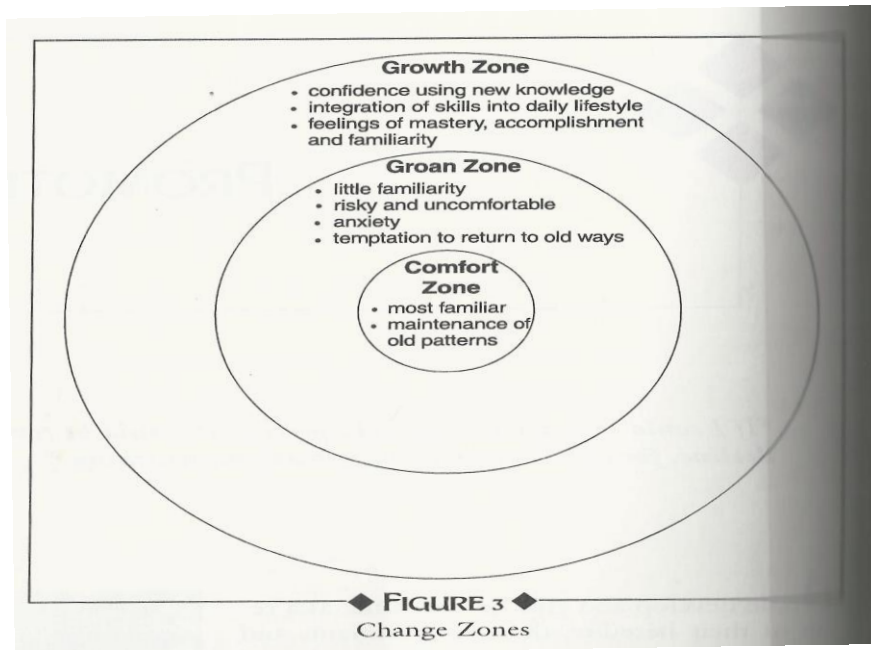 Growth Zone
• confidence using new knowledge
• integration of skills into daily lifestyle
• feelings of mastery, accomplishment
and familiarity
Groan Zone
• little familiarity
• risky and uncomfortable
• anxiety
• temptation to return to old ways
Comfort
Zone
• most familiar
• maintenance of
old patterns
◆ FIGURE 3 ◆
Change Zones